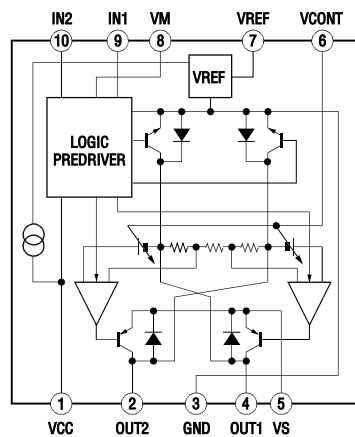 IN2 IN1 VM VREF VCONT
10 9 8 7 6
VREF
LOGIC
PREDRIVER
1 2 3 4 5
VCC OUT2 GND OUT1 VS